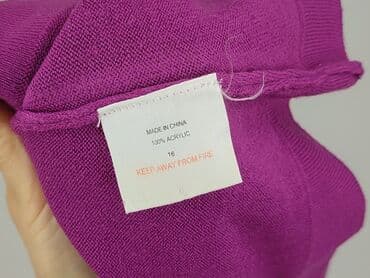 MADE IN CHINA
100% ACRYLIC
16
KEEP AWAY FROM FIRE